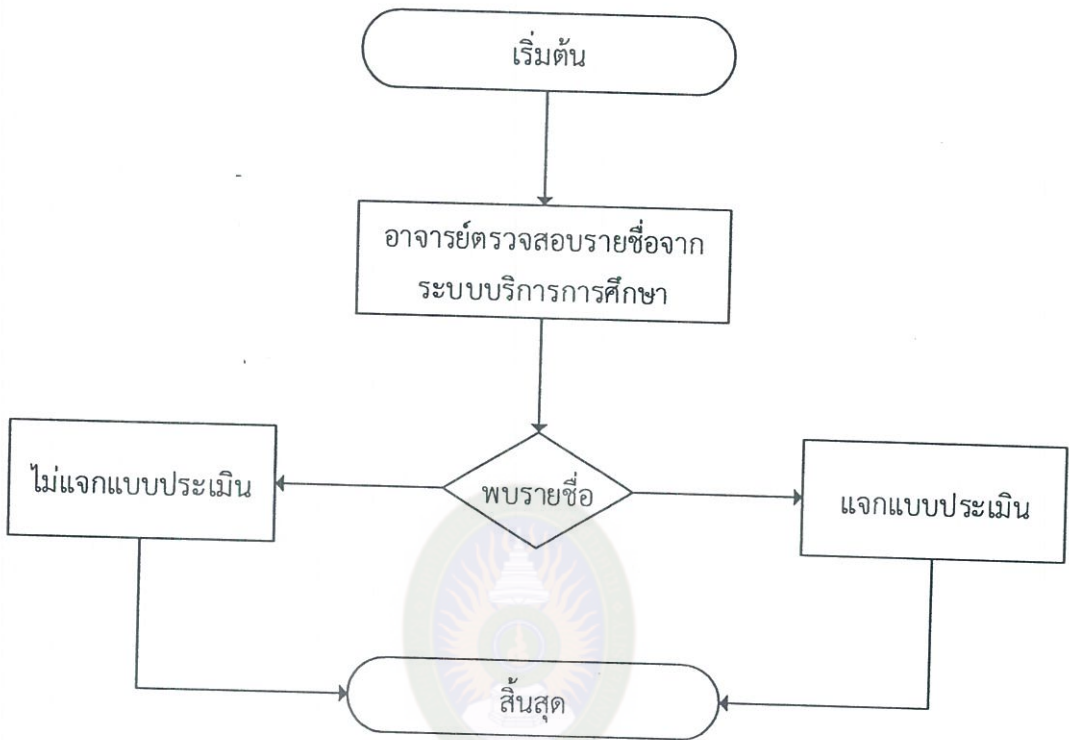 เริ่มต้น
อาจารย์ตรวจสอบรายชื่อจาก
ระบบบริการการศึกษา
ไม่แจกแบบประเมิน
พบรายชื่อ
แจกแบบประเมิน
สิ้นสุด